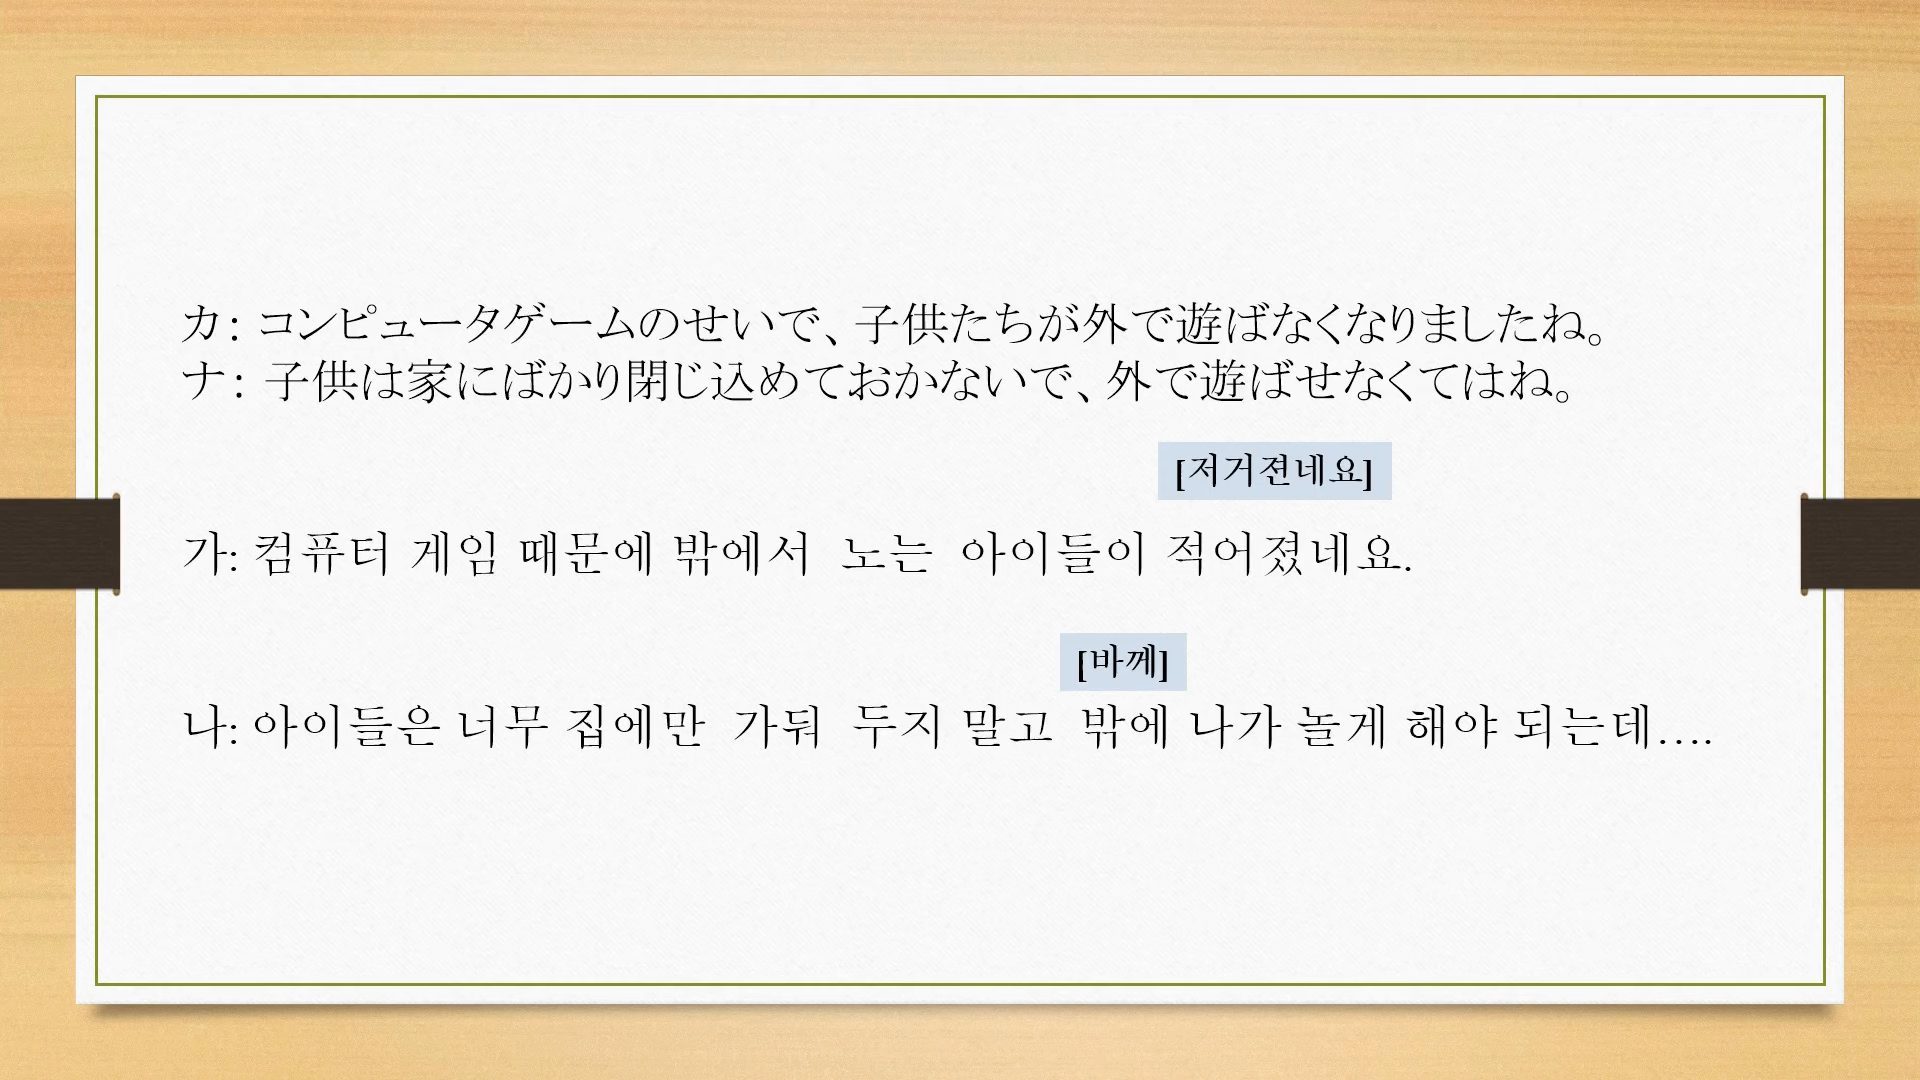 カ: コンピュータゲームのせいで、子供たちが外で遊ばなくなりましたね。
ナ: 子供は家にばかり閉じ込めておかないで、外で遊ばせなくてはね。
[저거젼네요]
가: 컴퓨터 게임 때문에 밖에서 노는 아이들이 적어졌네요.
[바께]
나: 아이들은 너무 집에만 가둬 두지 말고 밖에 나가 놀게 해야 되는데….